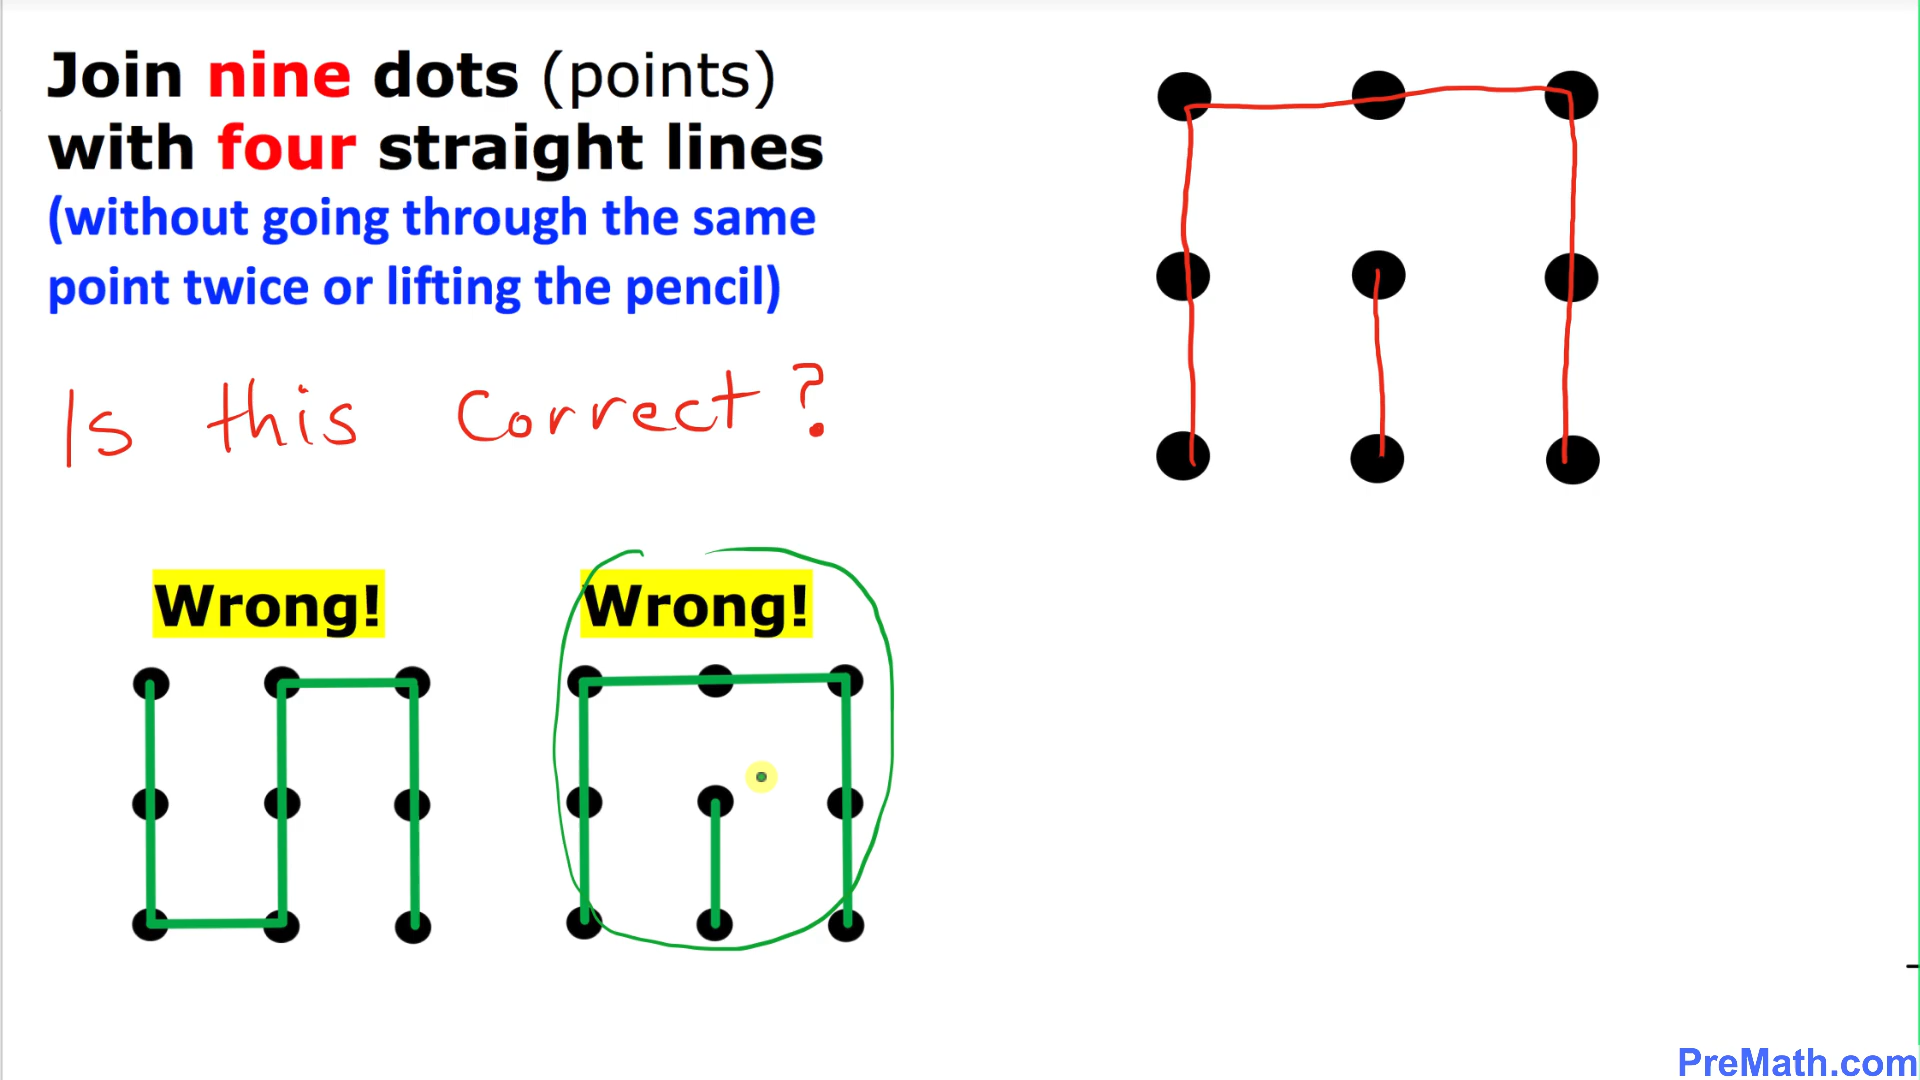 Join nine dots (points)
with four straight lines
(without going through the same
point twice or lifting the pencil)
Is this Correct?
Wrong!
Wrong!
PreMath.com